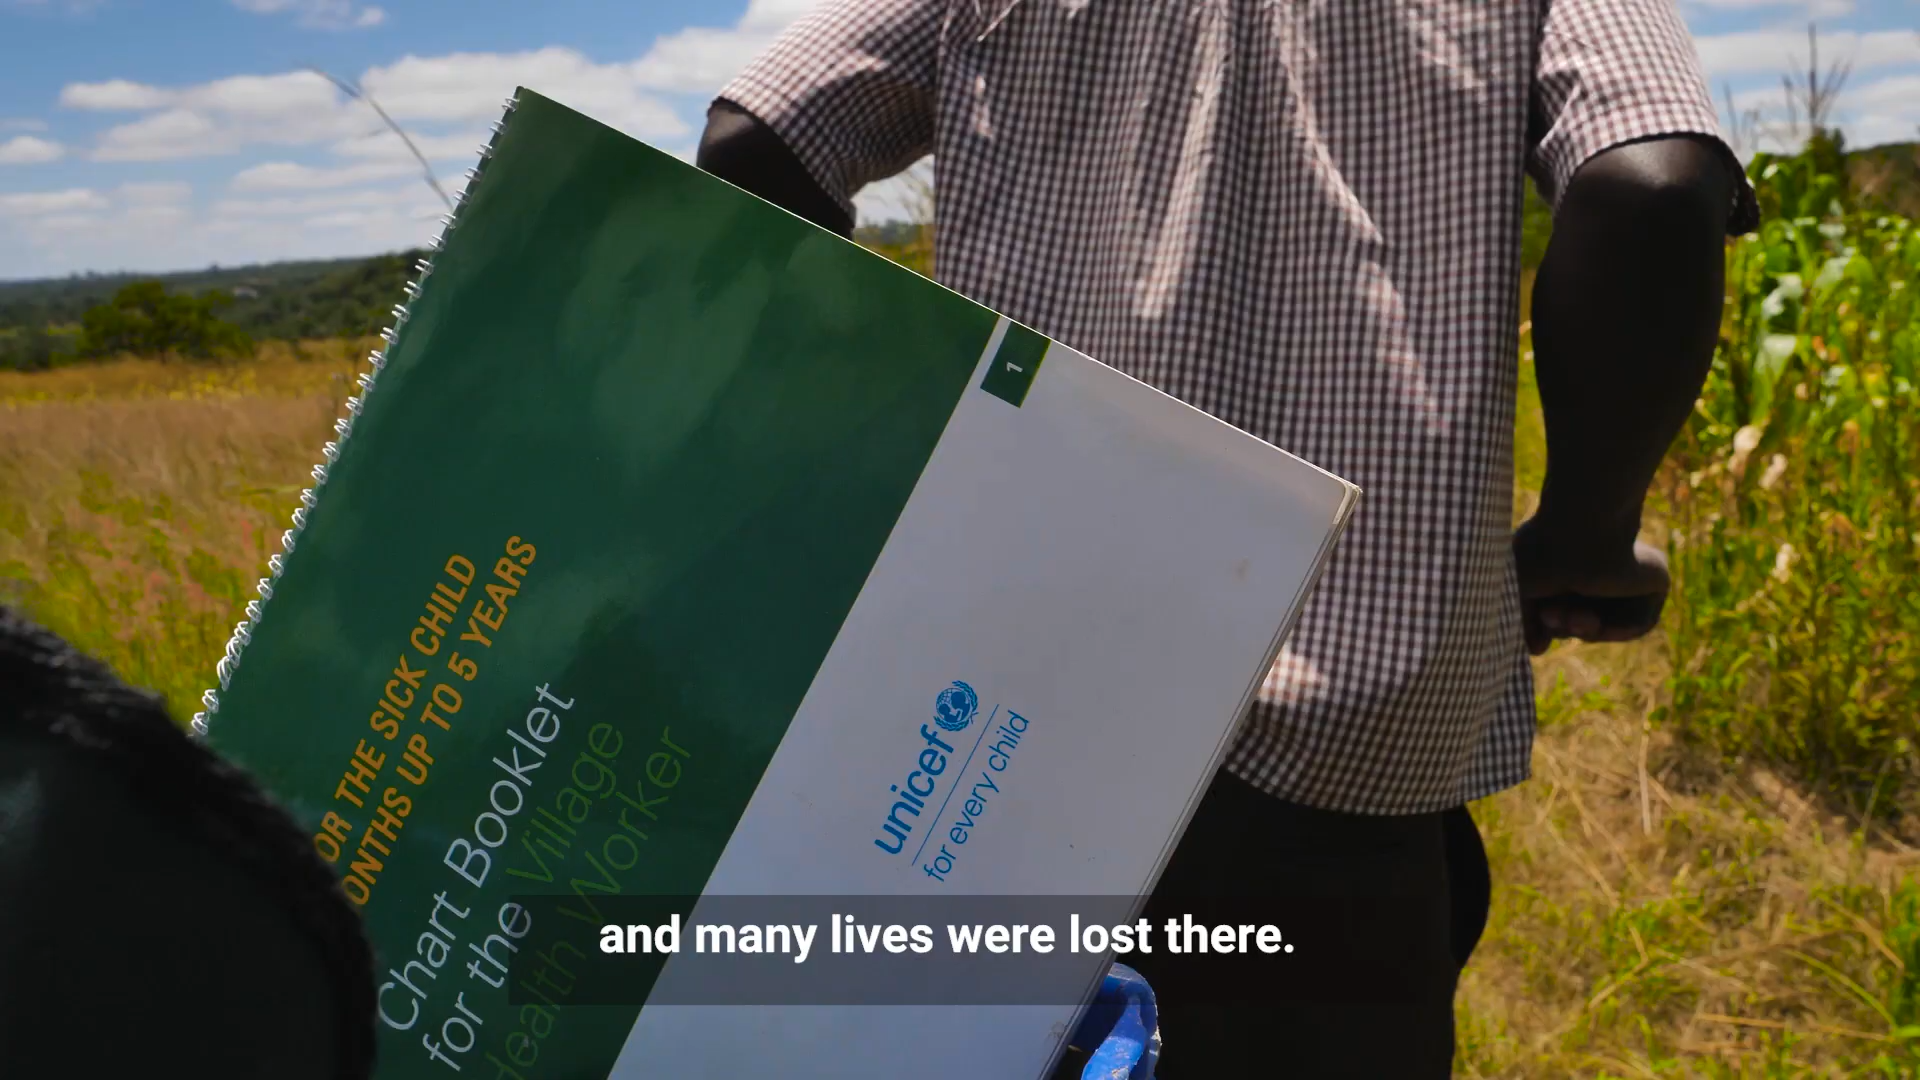 OR THE SICK CHILD
ONTHS UP TO 5 YEARS
Chart Booklet
for the Village
Health Worker
1
unicef
for every child
and many lives were lost there.